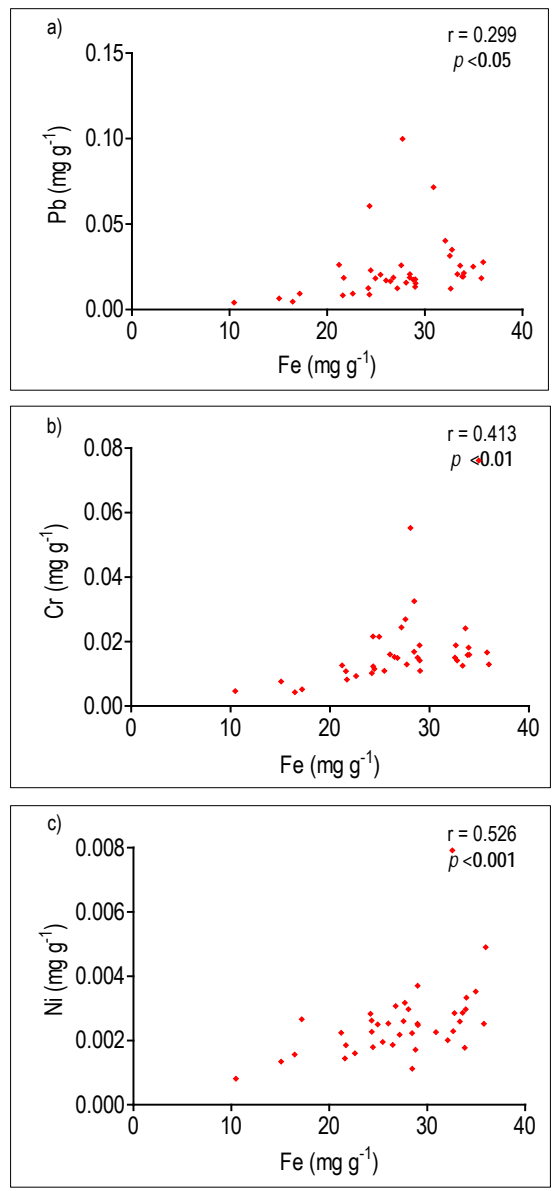 a)
r = 0.299
p <0.05
0.15
0.10
0.05
0.00
Pb (mg g⁻¹)
0 10 20 30 40
Fe (mg g⁻¹)
b)
r = 0.413
p <0.01
0.08
0.06
0.04
0.02
0.00
Cr (mg g⁻¹)
0 10 20 30 40
Fe (mg g⁻¹)
c)
r = 0.526
p <0.001
0.008
0.006
0.004
0.002
0.000
Ni (mg g⁻¹)
0 10 20 30 40
Fe (mg g⁻¹)